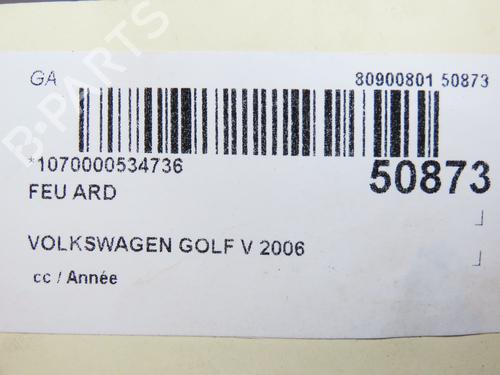 GA 80900801 50873
*1070000534736 50873
FEU ARD
VOLKSWAGEN GOLF V 2006
cc / Année
B-PARTS